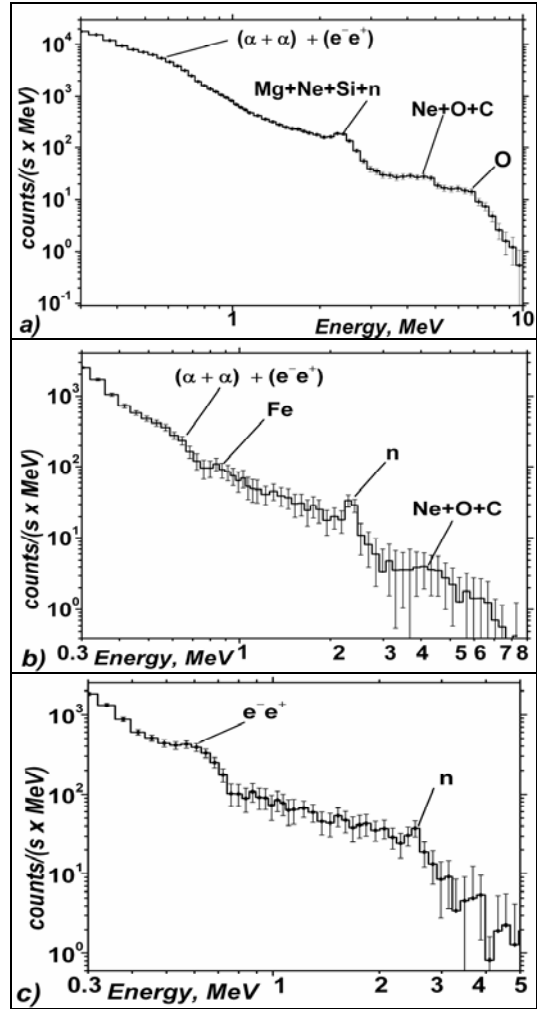 (α + α) + (e⁻e⁺)
Mg+Ne+Si+n
Ne+O+C
O
counts/(s x MeV)
10⁴
10³
10²
10¹
10⁰
10⁻¹
1
10
a)
Energy, MeV
(α + α) + (e⁻e⁺)
Fe
n
Ne+O+C
counts/(s x MeV)
10³
10²
10¹
10⁰
0.3
1
2
3
4
5
6
7
8
b)
Energy, MeV
e⁻e⁺
n
counts/(s x MeV)
10³
10²
10¹
10⁰
0.3
1
2
3
4
5
c)
Energy, MeV